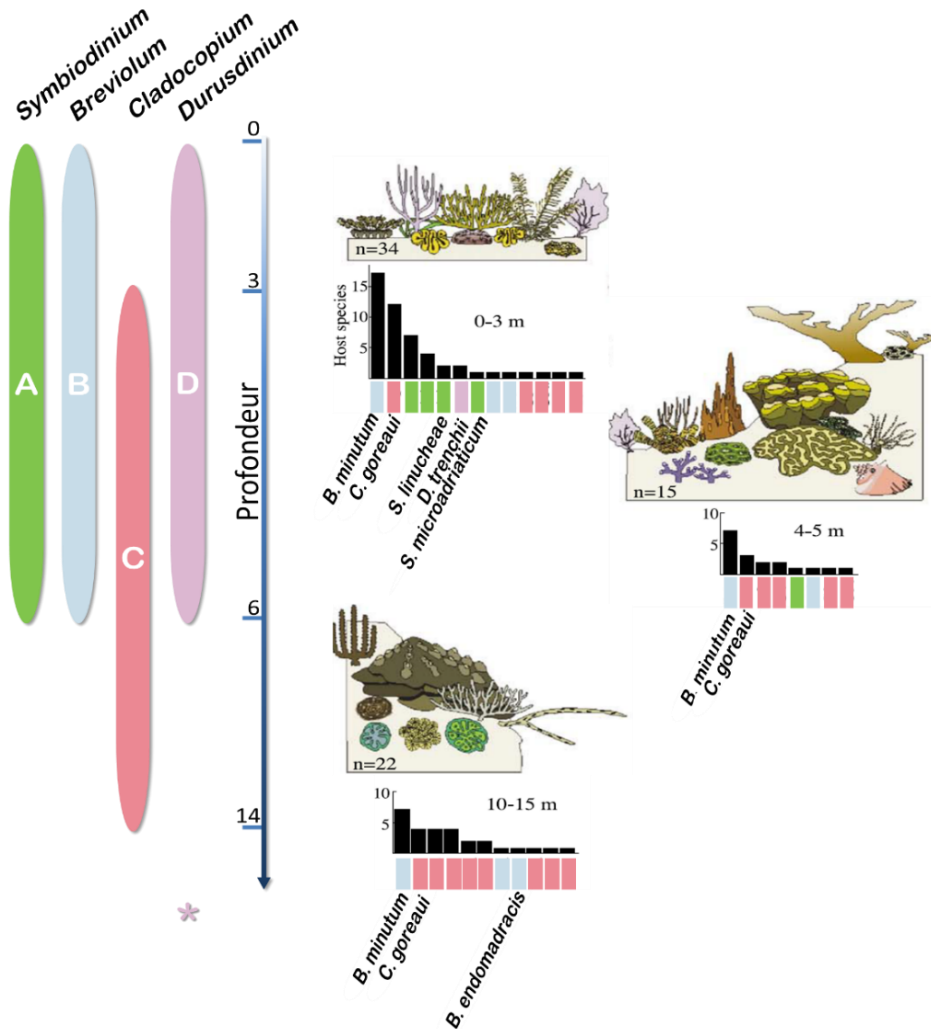 Symbiodinium
Breviolum
Cladocopium
Durusdinium
A
B
C
D
Profondeur
0
3
6
14
*
n=34
Host species
15
10
5
0-3 m
B. minutum
C. goreaui
S. linucheae
D. trenchii
S. microadriaticum
n=15
10
5
4-5 m
B. minutum
C. goreaui
n=22
10
5
10-15 m
B. minutum
C. goreaui
B. endomadracis